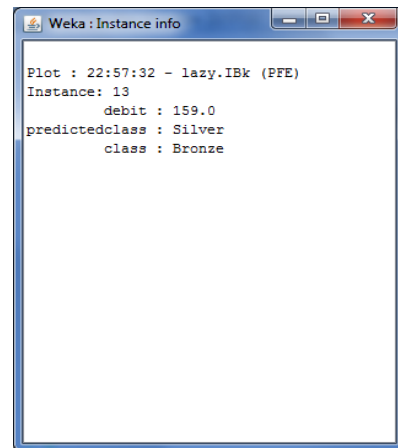 Weka : Instance info
Plot : 22:57:32 - lazy.IBk (PFE)
Instance: 13
debit : 159.0
predictedclass : Silver
class : Bronze